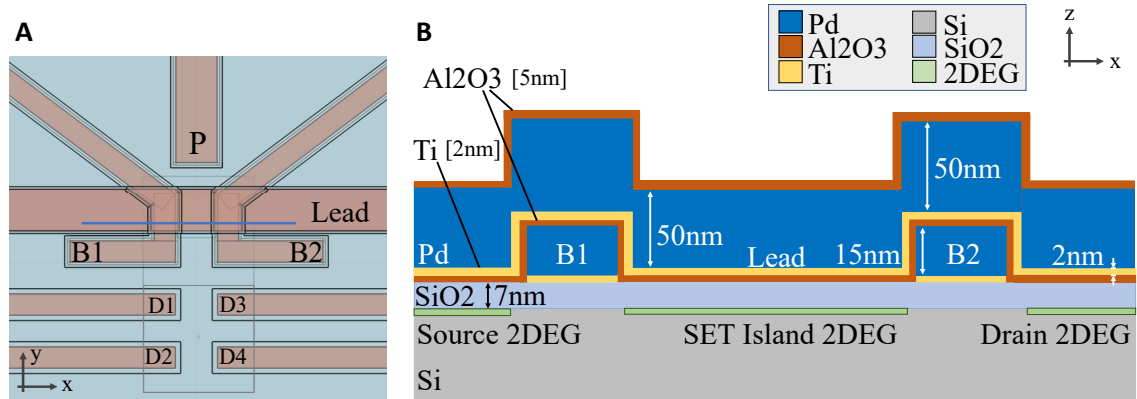 A
B
Pd
Al2O3
Ti
Si
SiO2
2DEG
z
x
P
Lead
B1
B2
D1
D3
D2
D4
y
x
Al2O3 [5nm]
Ti [2nm]
50nm
50nm
Pd
B1
Lead
15nm
B2
2nm
SiO2
7nm
Source 2DEG
SET Island 2DEG
Drain 2DEG
Si